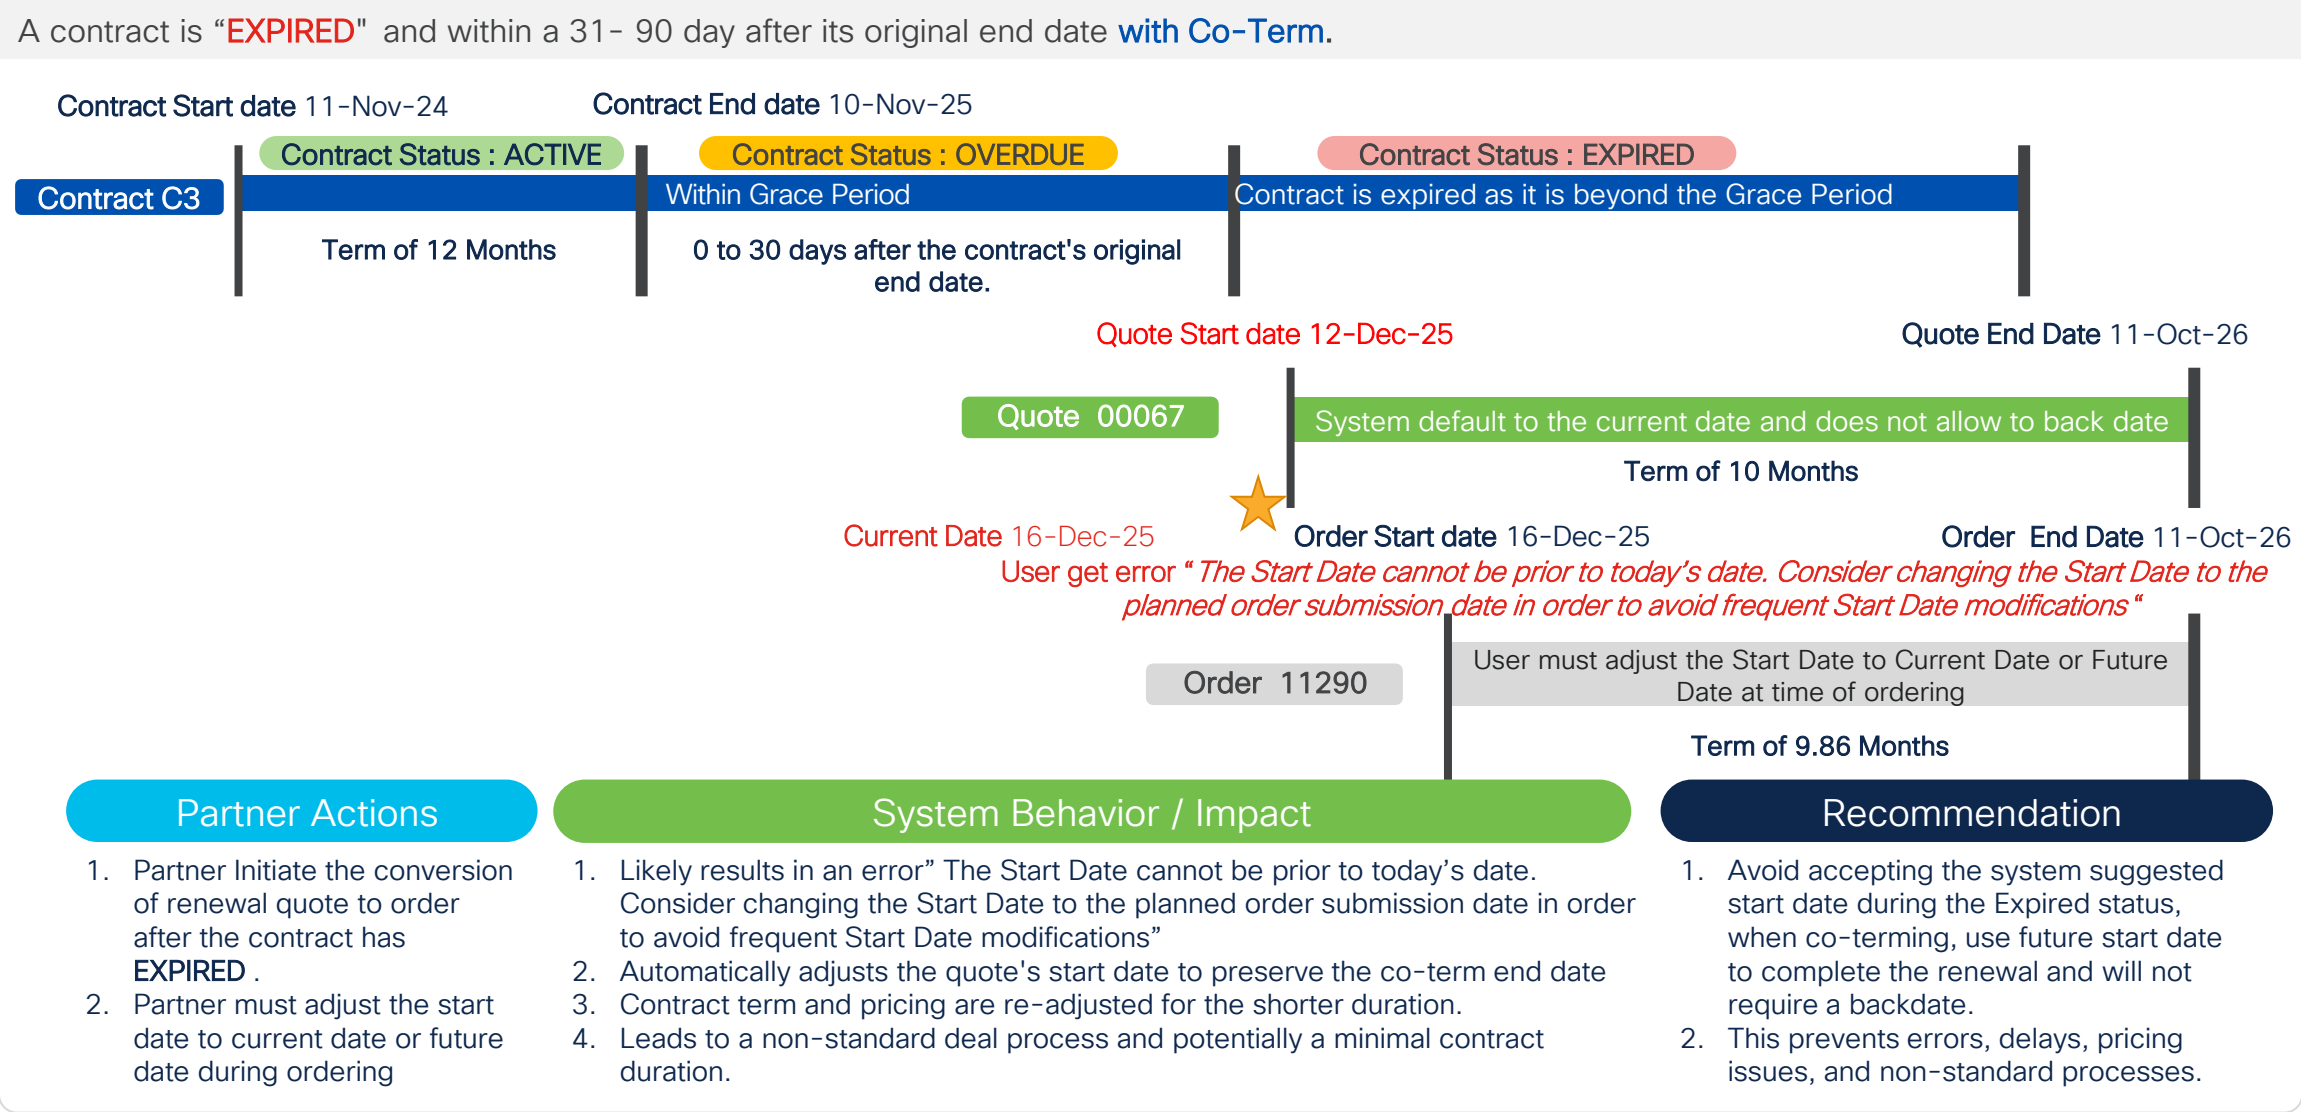 A contract is “EXPIRED" and within a 31- 90 day after its original end date with Co-Term.
Contract Start date 11-Nov-24
Contract End date 10-Nov-25
Contract Status : ACTIVE
Contract Status : OVERDUE
Contract Status : EXPIRED
Contract C3
Within Grace Period
Contract is expired as it is beyond the Grace Period
Term of 12 Months
0 to 30 days after the contract's original
end date.
Quote Start date 12-Dec-25
Quote End Date 11-Oct-26
Quote 00067
System default to the current date and does not allow to back date
Term of 10 Months
Current Date 16-Dec-25
Order Start date 16-Dec-25
Order End Date 11-Oct-26
User get error “ The Start Date cannot be prior to today’s date. Consider changing the Start Date to the
planned order submission date in order to avoid frequent Start Date modifications “
Order 11290
User must adjust the Start Date to Current Date or Future
Date at time of ordering
Term of 9.86 Months
Partner Actions
1. Partner Initiate the conversion
of renewal quote to order
after the contract has
EXPIRED .
2. Partner must adjust the start
date to current date or future
date during ordering
System Behavior / Impact
1. Likely results in an error” The Start Date cannot be prior to today’s date.
Consider changing the Start Date to the planned order submission date in order
to avoid frequent Start Date modifications”
2. Automatically adjusts the quote's start date to preserve the co-term end date
3. Contract term and pricing are re-adjusted for the shorter duration.
4. Leads to a non-standard deal process and potentially a minimal contract
duration.
Recommendation
1. Avoid accepting the system suggested
start date during the Expired status,
when co-terming, use future start date
to complete the renewal and will not
require a backdate.
2. This prevents errors, delays, pricing
issues, and non-standard processes.